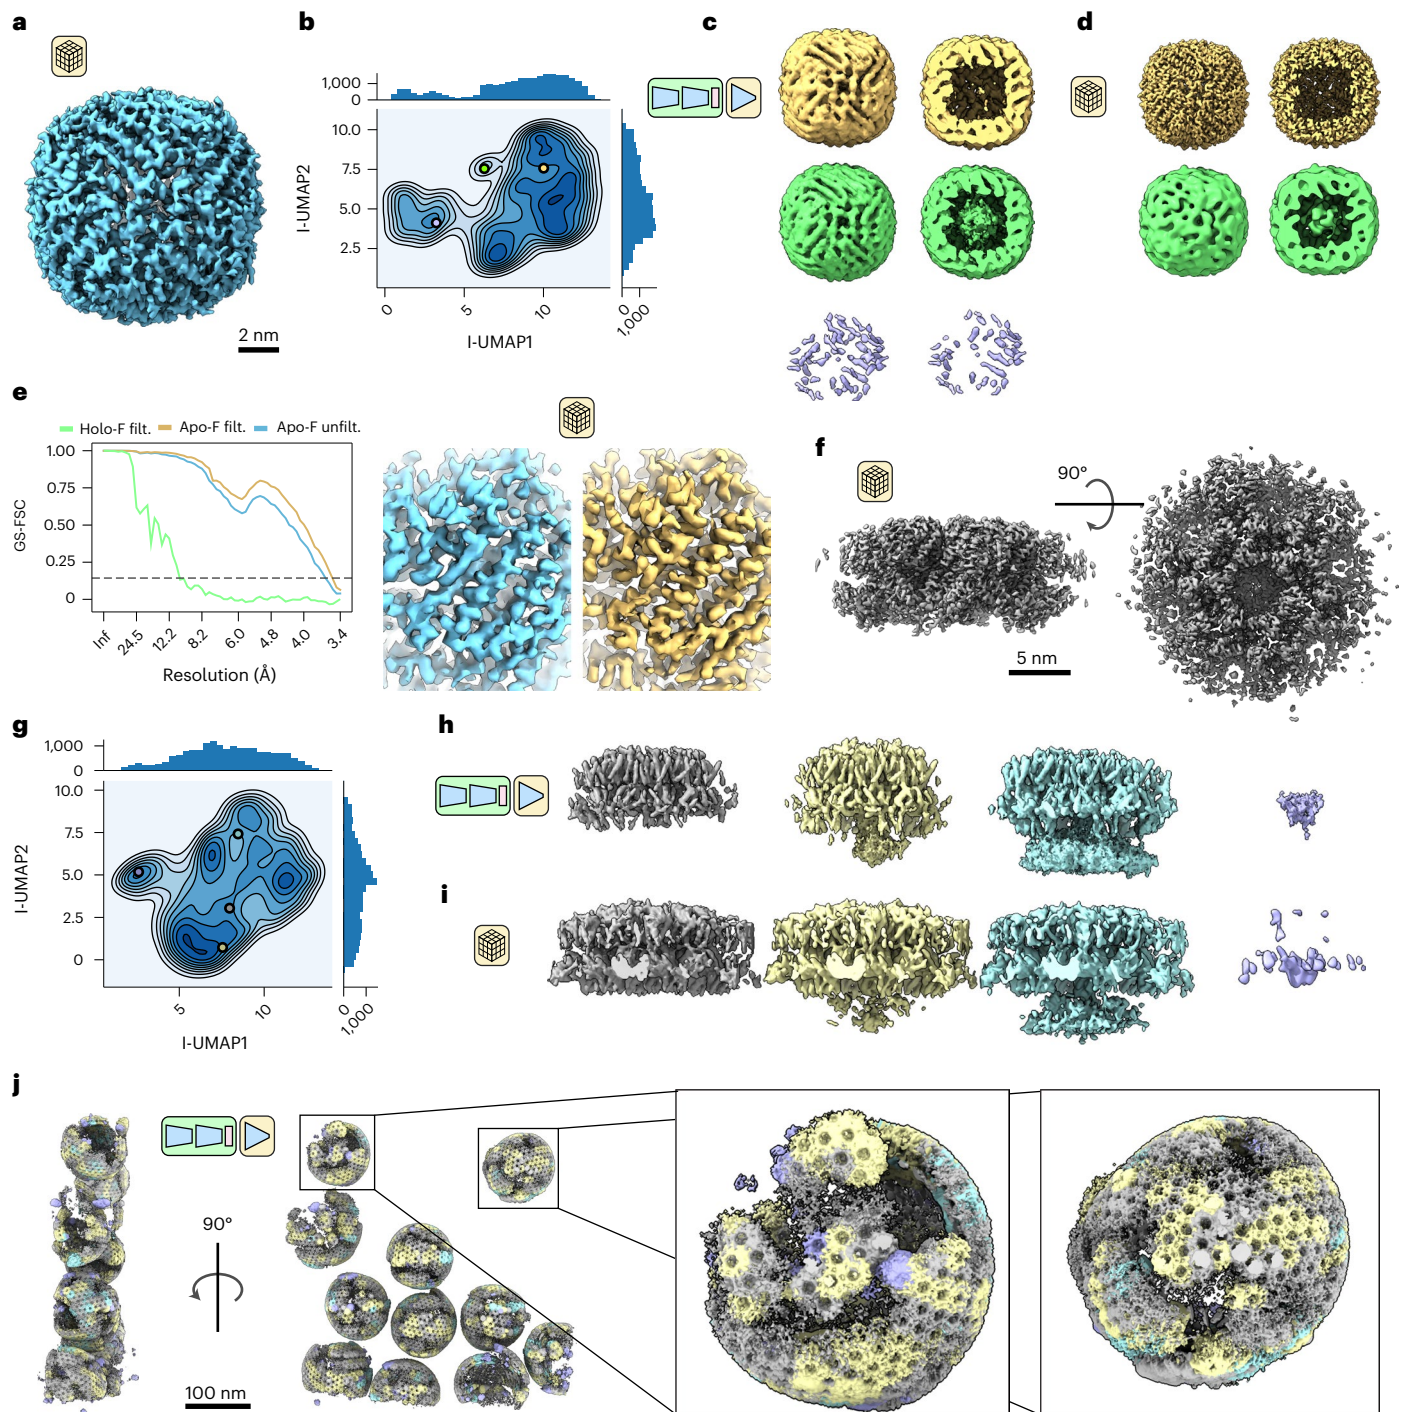 a
2 nm
b
1,000
0
10.0
7.5
5.0
2.5
I-UMAP2
0
5
10
0
1,000
I-UMAP1
c
d
e
Holo-F filt.
Apo-F filt.
Apo-F unfilt.
1.00
0.75
0.50
0.25
0
GS-FSC
Inf
24.5
12.2
8.2
6.0
4.8
4.0
3.4
Resolution (Å)
f
90°
5 nm
g
1,000
0
10.0
7.5
5.0
2.5
0
I-UMAP2
5
10
0
1,000
I-UMAP1
h
i
j
90°
100 nm